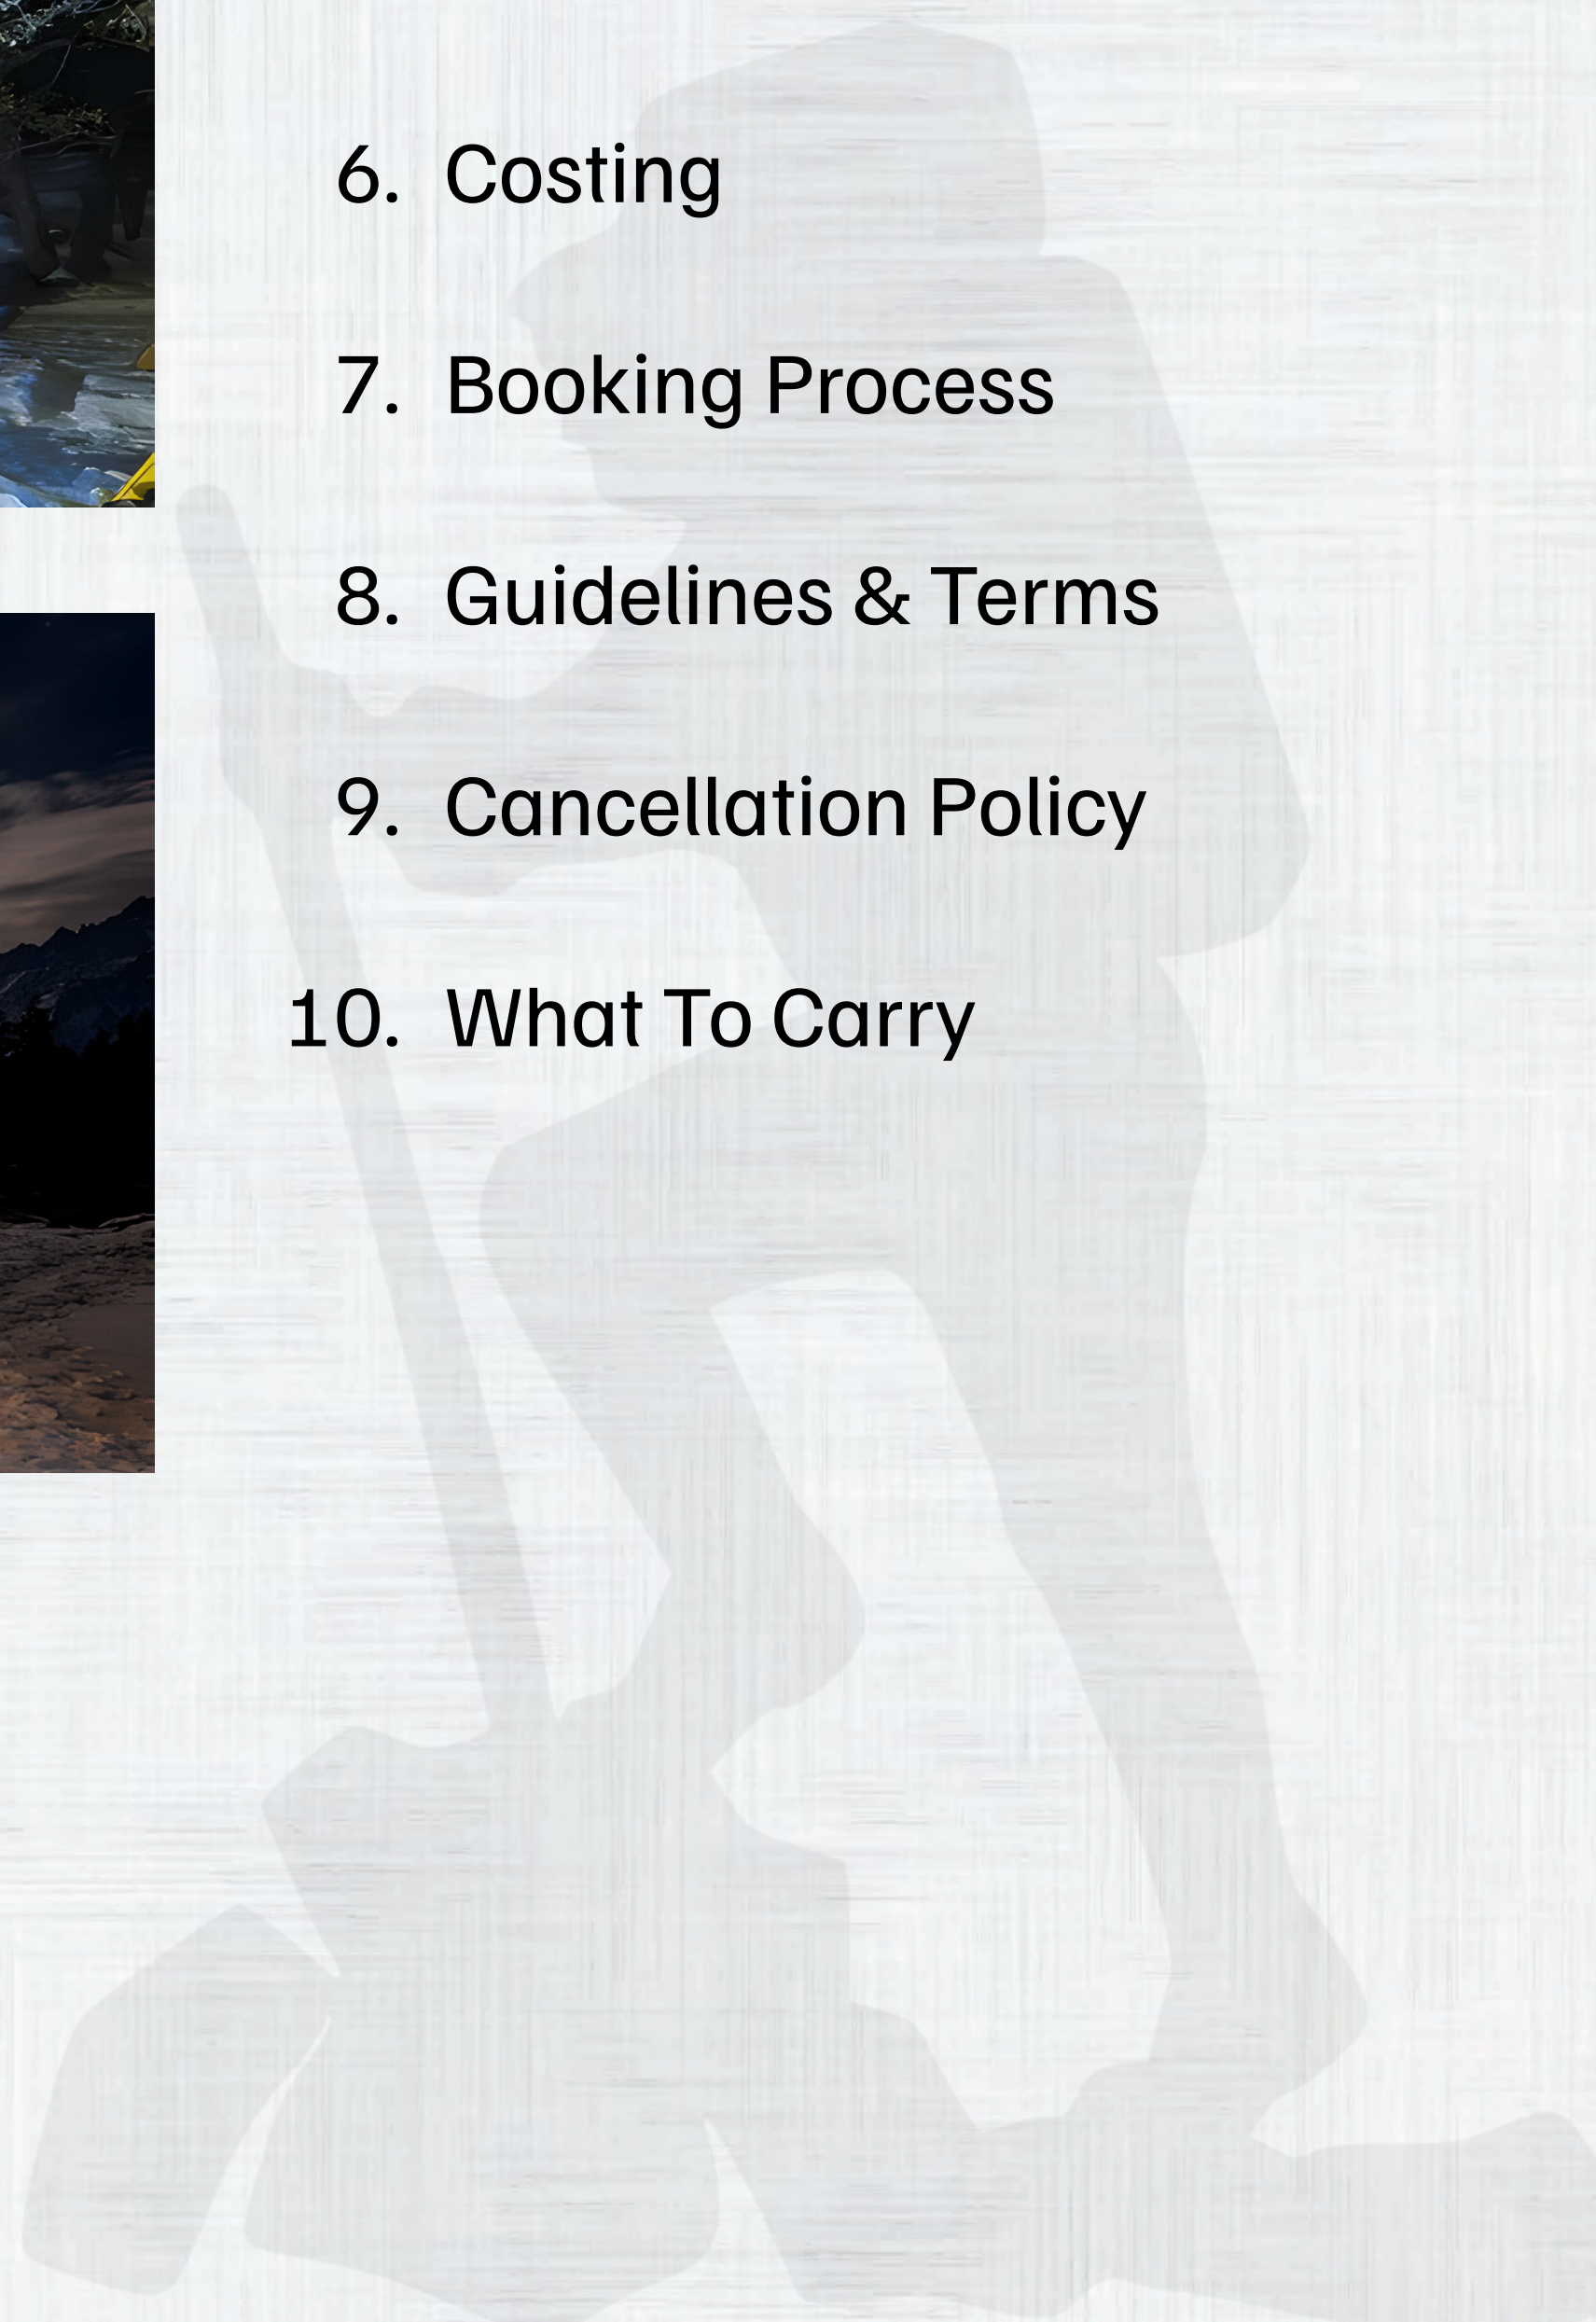 6. Costing
7. Booking Process
8. Guidelines & Terms
9. Cancellation Policy
10. What To Carry